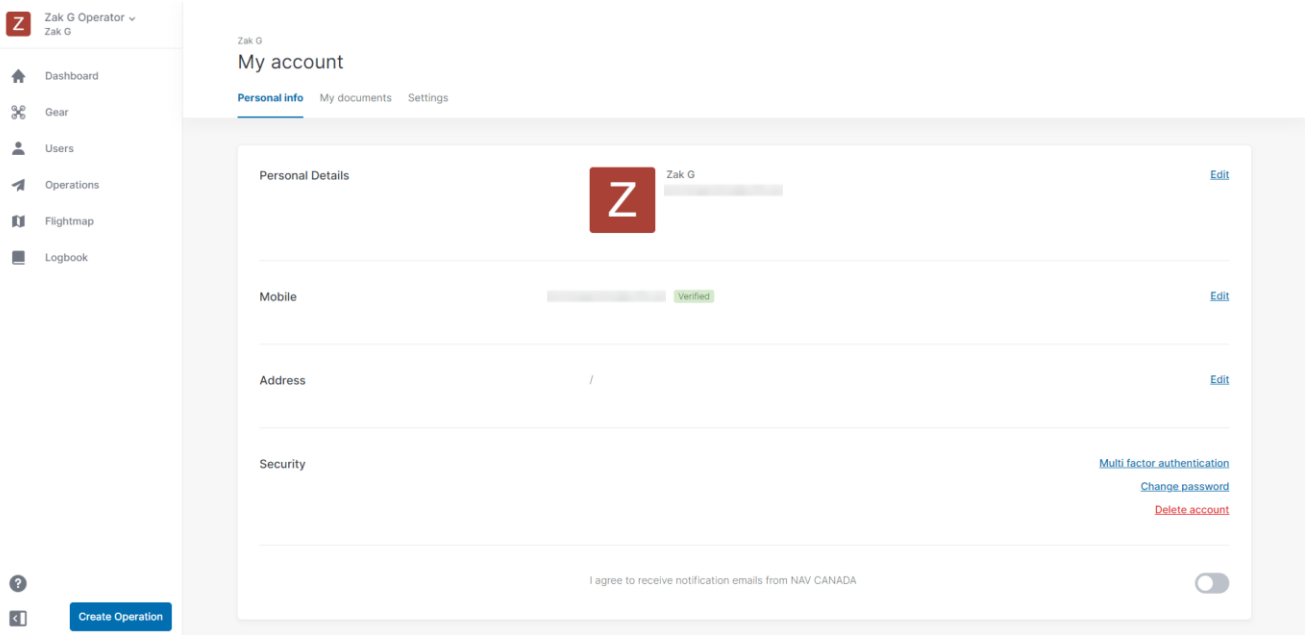 Z
Zak G Operator
Zak G
Dashboard
Gear
Users
Operations
Flightmap
Logbook
Create Operation
Zak G
My account
Personal info My documents Settings
Personal Details
Z
Zak G
Edit
Mobile
Verified
Edit
Address
/
Edit
Security
Multi factor authentication
Change password
Delete account
I agree to receive notification emails from NAV CANADA